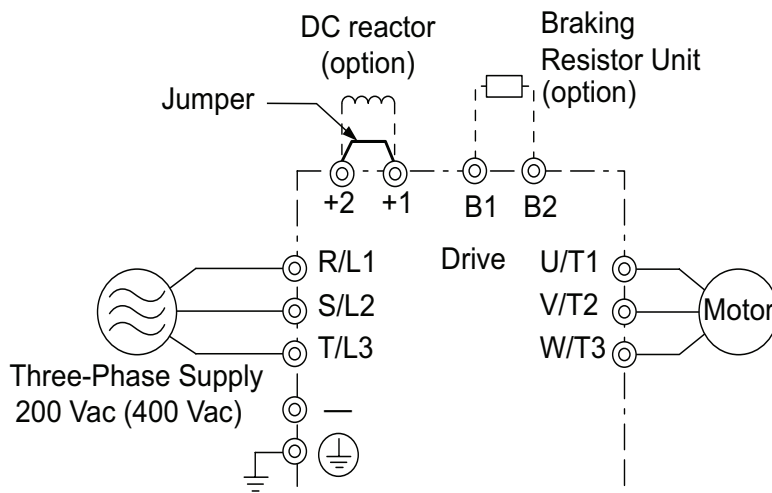 DC reactor
(option)
Braking
Resistor Unit
(option)
Jumper
+2
+1
B1
B2
R/L1
Drive
U/T1
S/L2
V/T2
Motor
T/L3
W/T3
Three-Phase Supply
200 Vac (400 Vac)
—